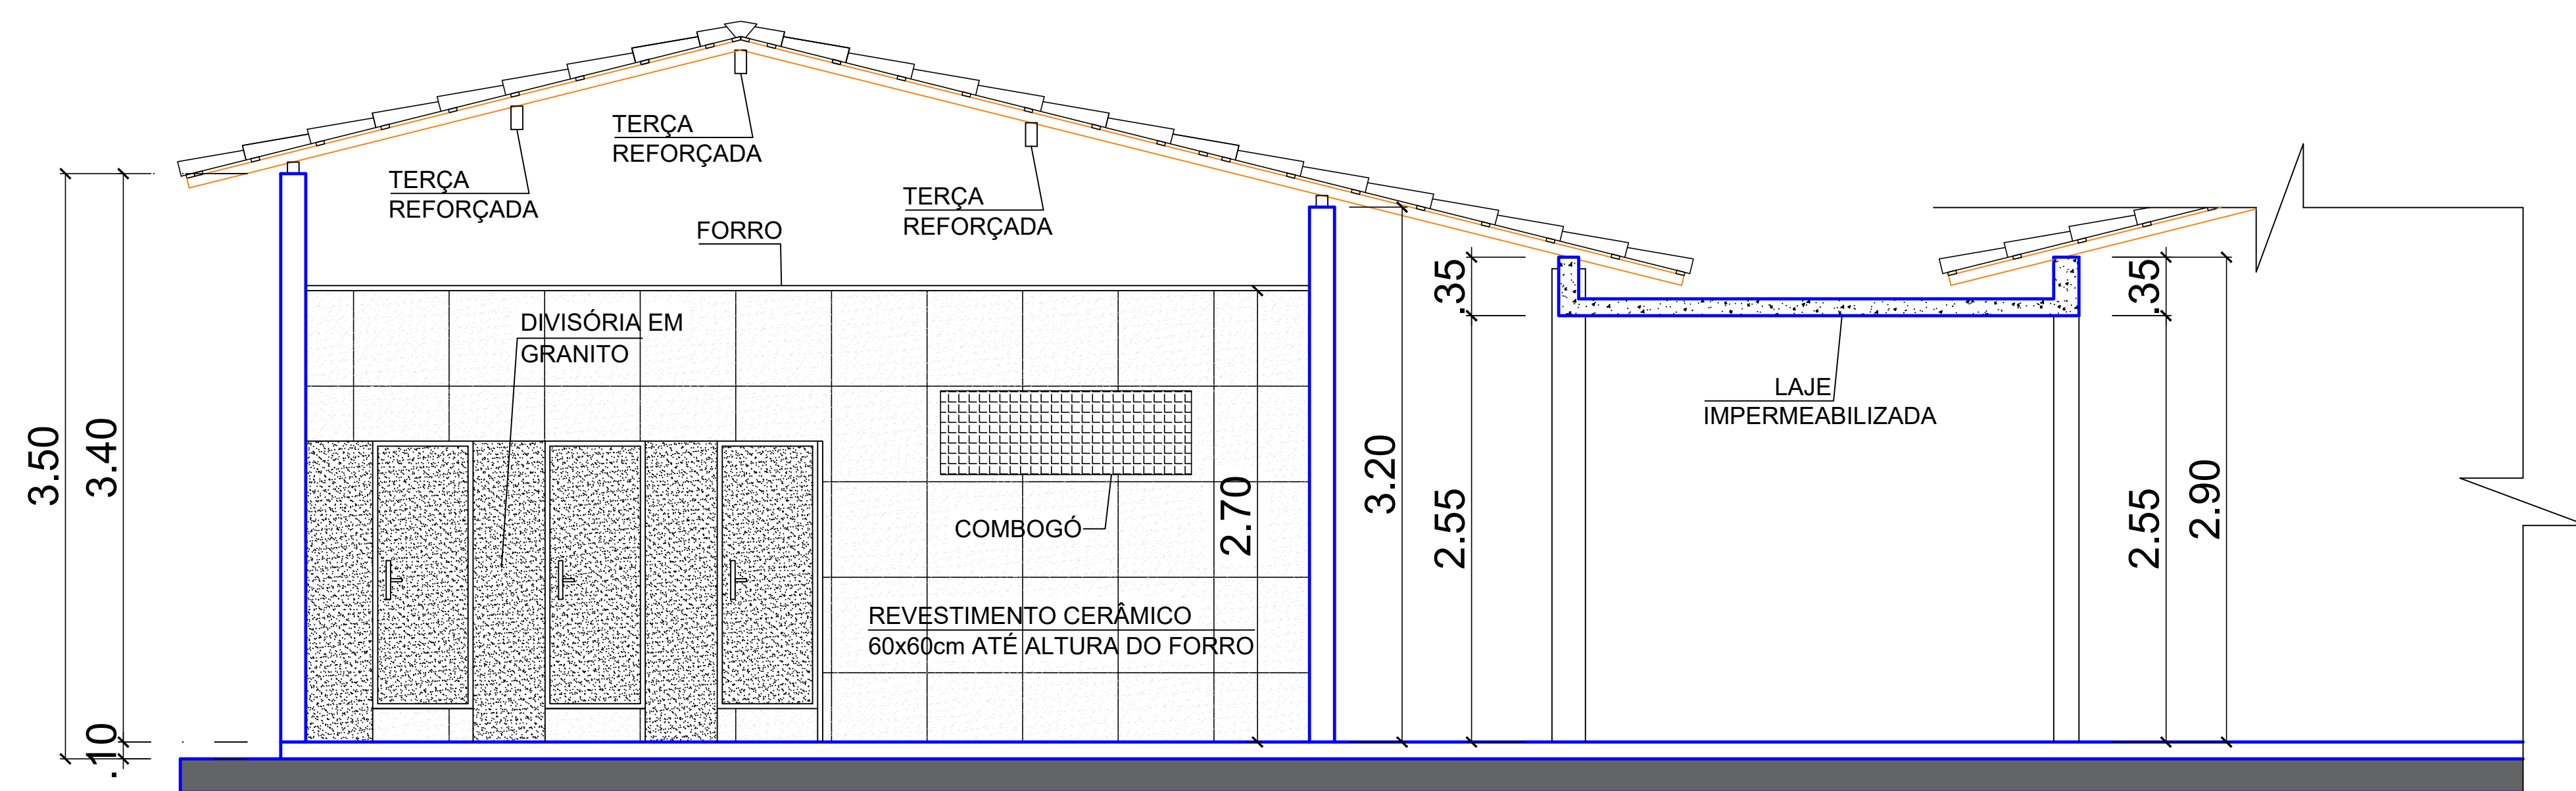 TERÇA
REFORÇADA
TERÇA
REFORÇADA
TERÇA
REFORÇADA
FORRO
DIVISÓRIA EM
GRANITO
COMBOGÓ
REVESTIMENTO CERÂMICO
60x60cm ATÉ ALTURA DO FORRO
LAJE
IMPERMEABILIZADA
3.50
3.40
.10
2.70
3.20
.35
2.55
.35
2.55
2.90